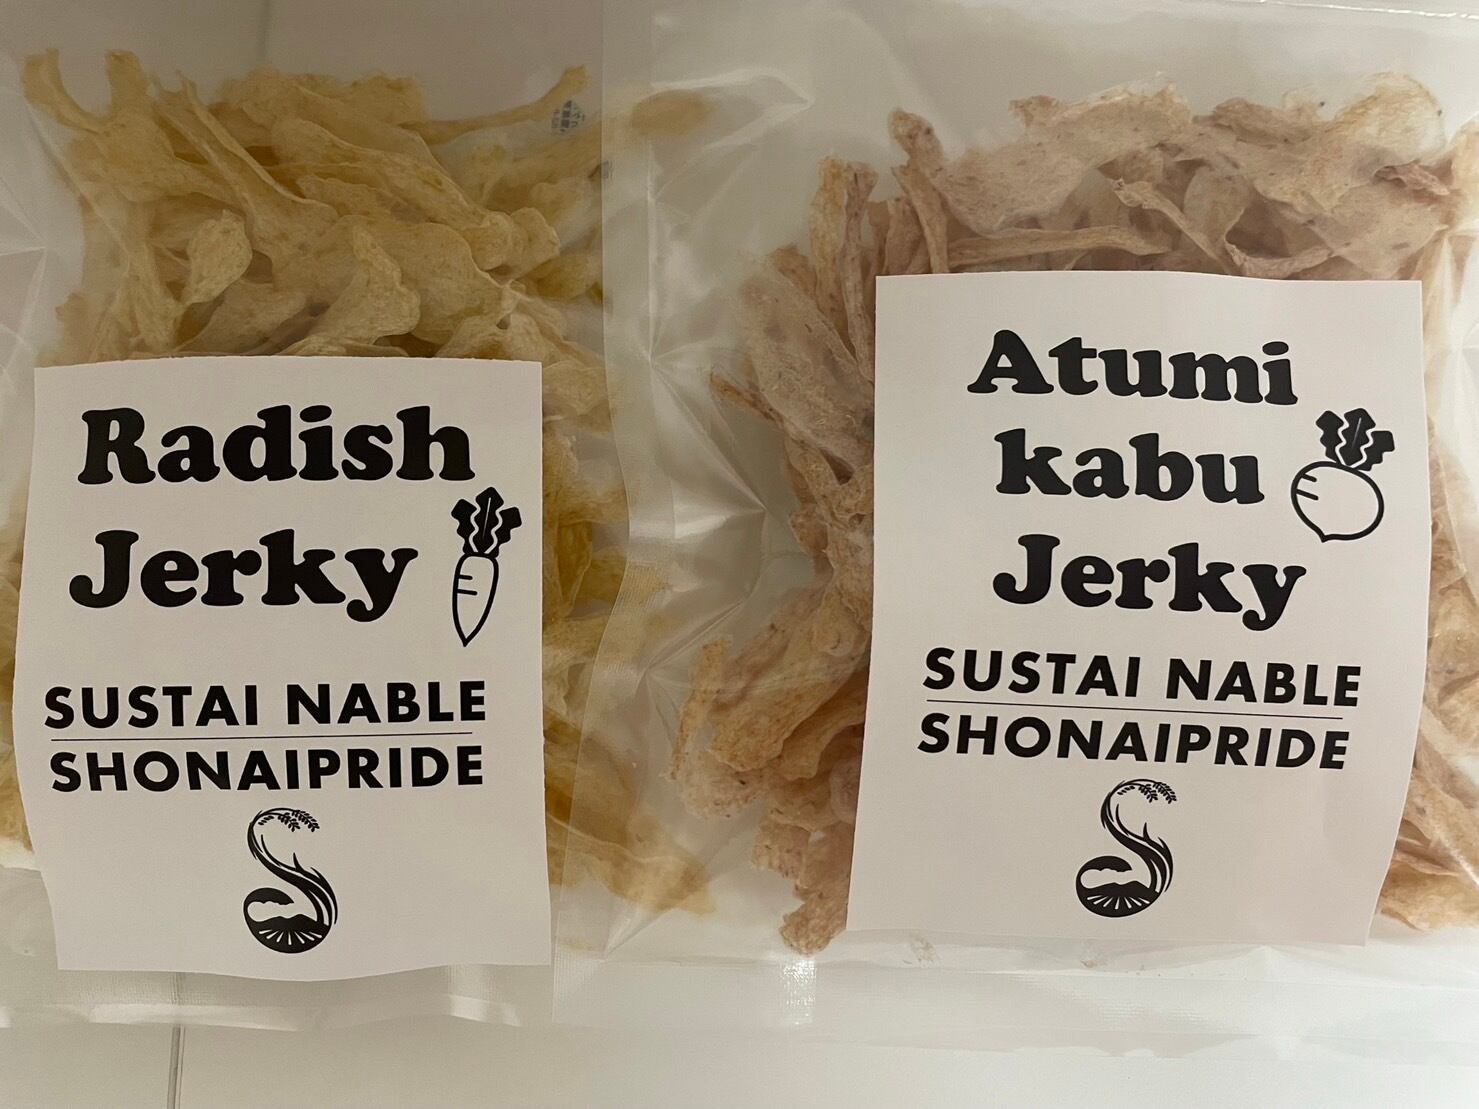 Radish
Jerky
SUSTAI NABLE
SHONAIPRIDE
Atumi
kabu
Jerky
SUSTAI NABLE
SHONAIPRIDE